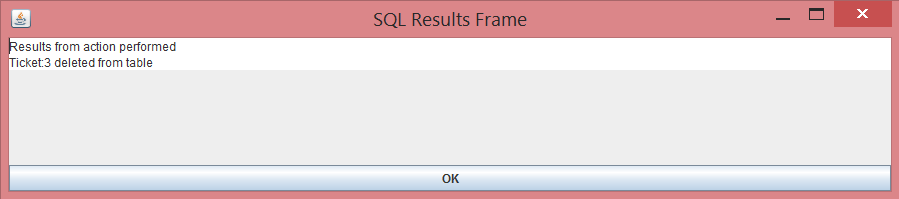 SQL Results Frame
Results from action performed
Ticket:3 deleted from table
OK